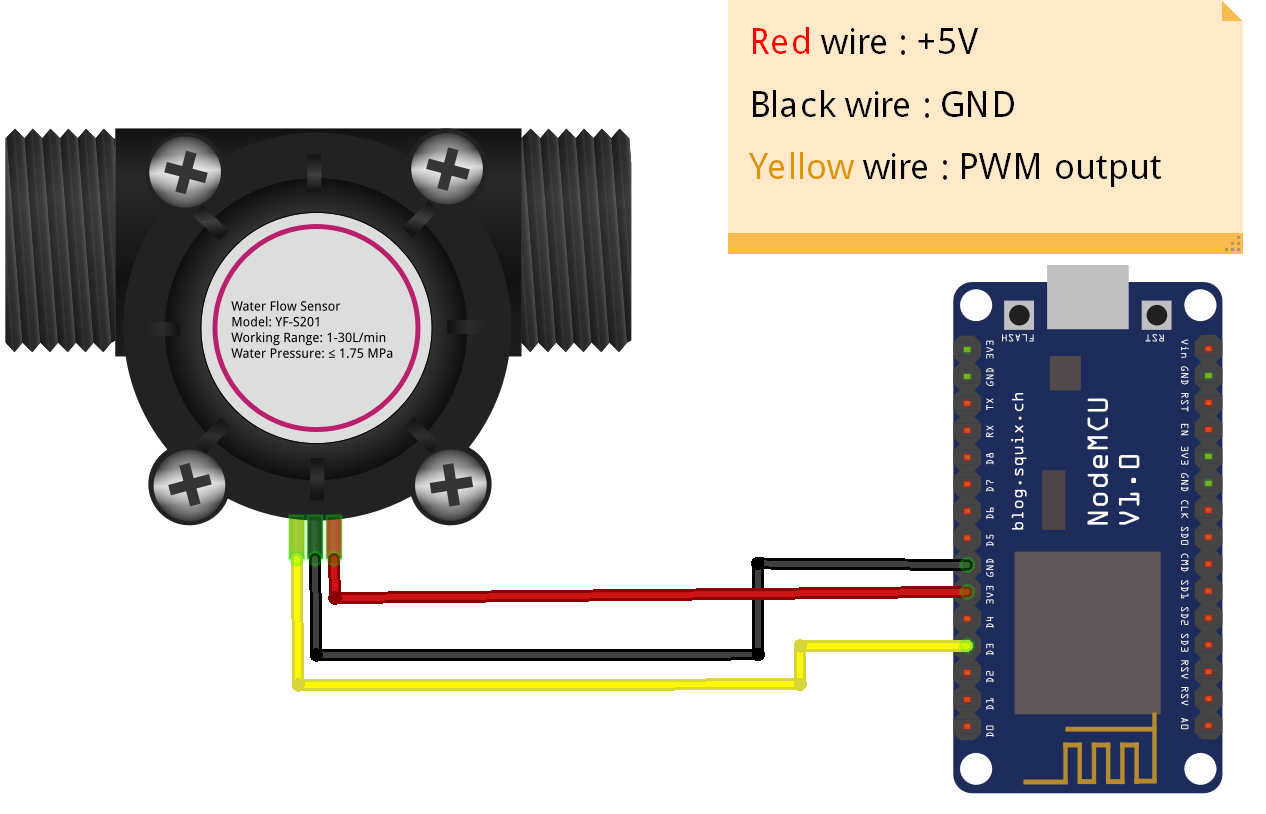 Red wire : +5V
Black wire : GND
Yellow wire : PWM output
Water Flow Sensor
Model: YF-S201
Working Range: 1-30L/min
Water Pressure: ≤ 1.75 MPa
FLASH
RST
3V3
GND
TX
RX
D8
D7
D6
D5
GND
3V3
D4
D3
D2
D1
D0
blog.squix.ch
NodeMCU
V1.0
Vin
GND
RST
EN
3V3
GND
CLK
SD0
CMD
SD1
SD2
SD3
RSV
RSV
A0